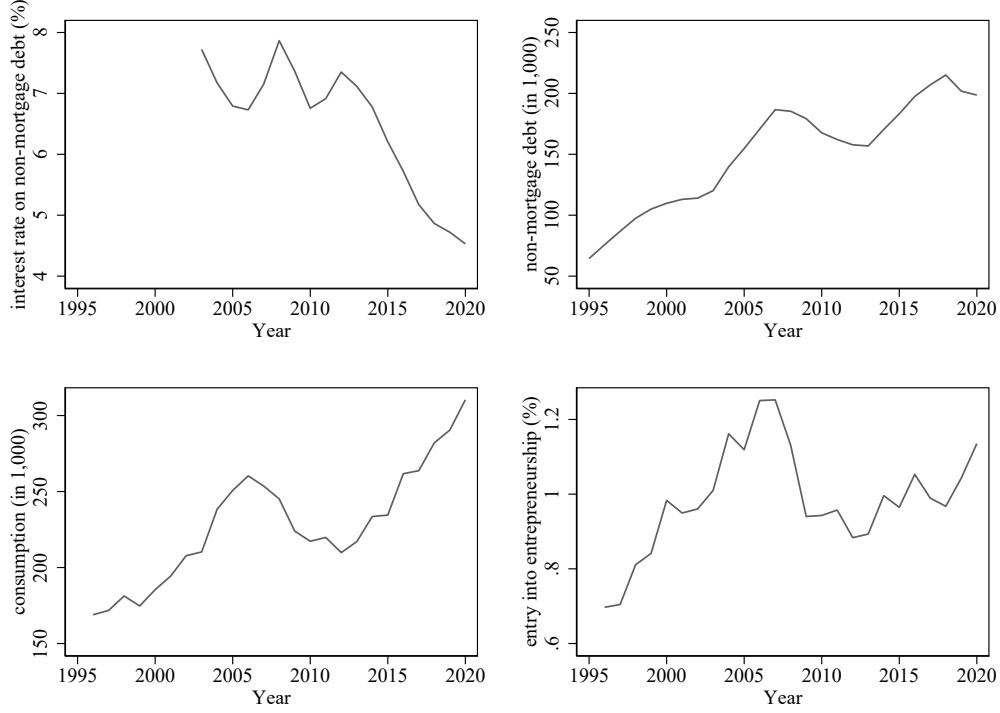 interest rate on non-mortgage debt (%)
8
7
6
5
4
1995 2000 2005 2010 2015 2020
Year
non-mortgage debt (in 1,000)
250
200
150
100
50
1995 2000 2005 2010 2015 2020
Year
consumption (in 1,000)
300
250
200
150
1995 2000 2005 2010 2015 2020
Year
entry into entrepreneurship (%)
1.2
1
.8
.6
1995 2000 2005 2010 2015 2020
Year